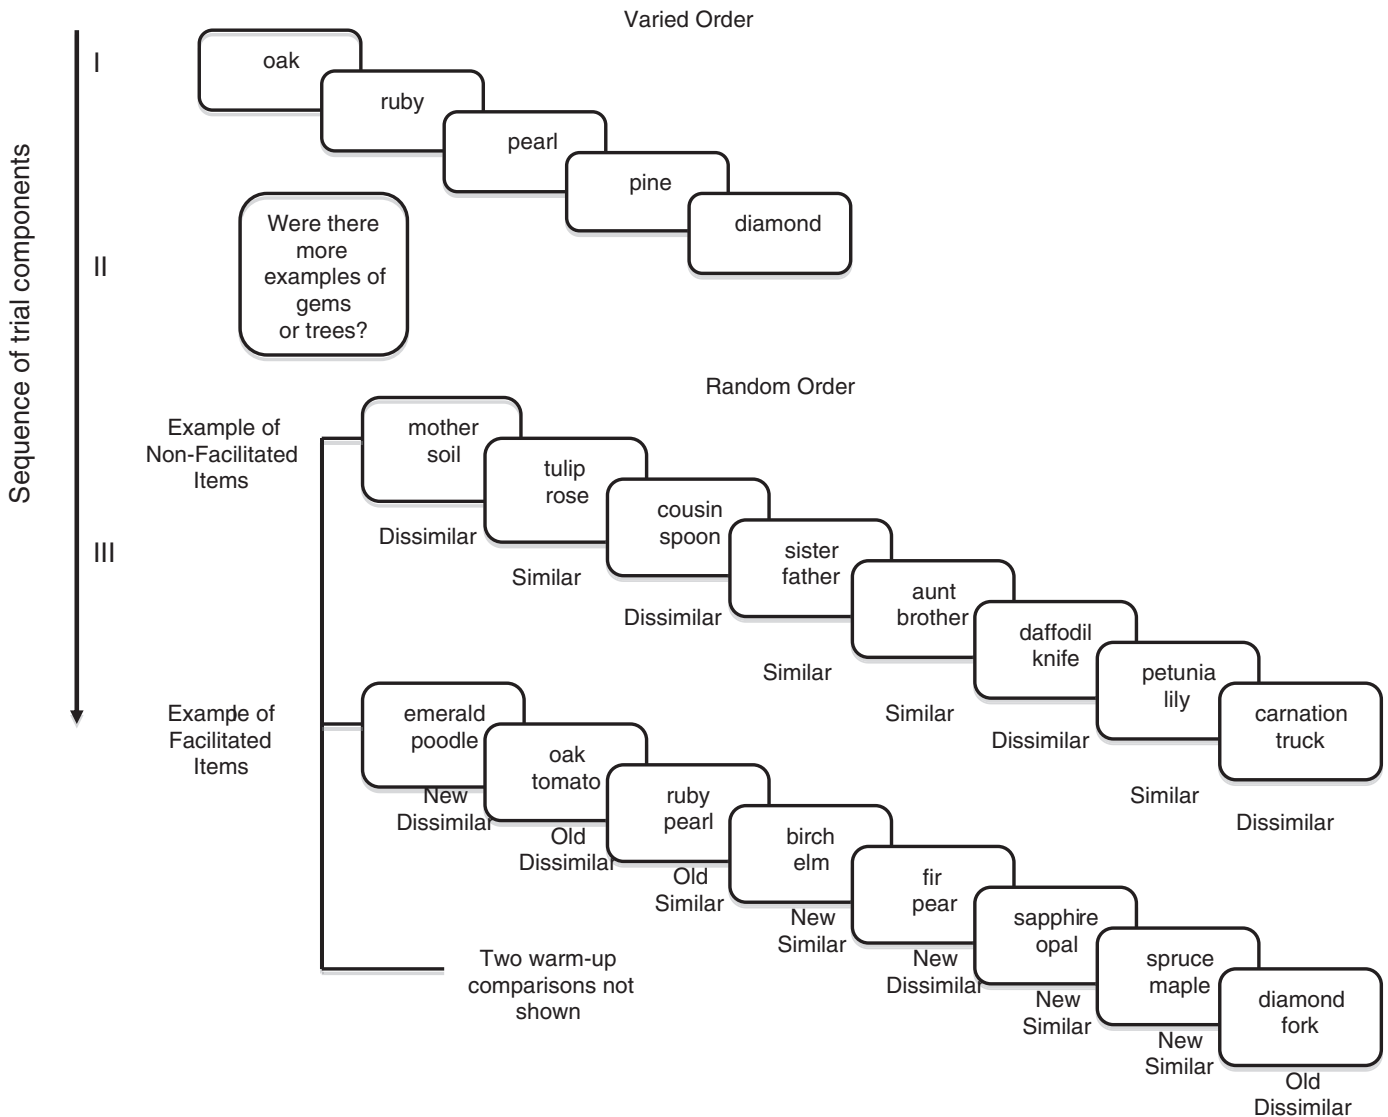 Varied Order
Sequence of trial components
I
oak
ruby
pearl
pine
diamond
II
Were there
more
examples of
gems
or trees?
Random Order
III
Example of
Non-Facilitated
Items
mother
soil
Dissimilar
tulip
rose
Similar
cousin
spoon
Dissimilar
sister
father
Similar
aunt
brother
Similar
daffodil
knife
Dissimilar
petunia
lily
Similar
carnation
truck
Dissimilar
Example of
Facilitated
Items
emerald
poodle
New
Dissimilar
oak
tomato
Old
Dissimilar
ruby
pearl
Old
Similar
birch
elm
New
Similar
fir
pear
New
Dissimilar
sapphire
opal
New
Similar
spruce
maple
New
Similar
diamond
fork
Old
Dissimilar
Two warm-up
comparisons not
shown